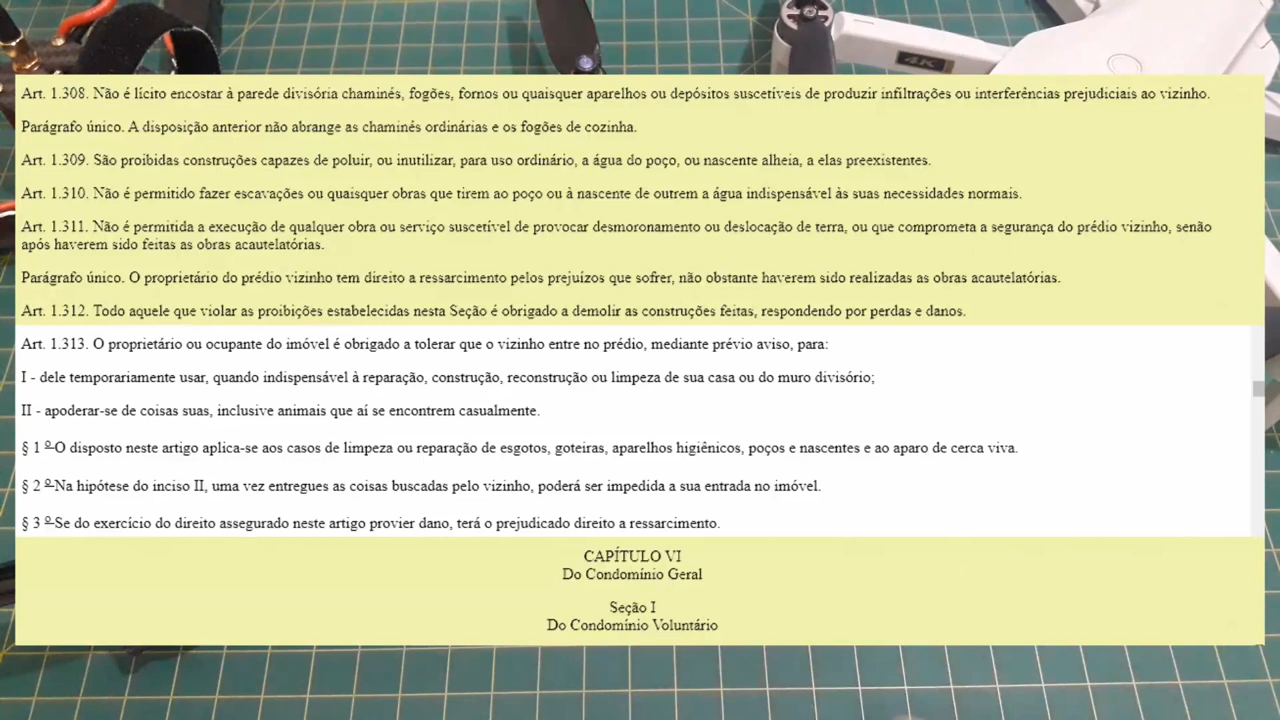 4K
Art. 1.308. Não é lícito encostar à parede divisória chaminés, fogões, fornos ou quaisquer aparelhos ou depósitos suscetíveis de produzir infiltrações ou interferências prejudiciais ao vizinho.
Parágrafo único. A disposição anterior não abrange as chaminés ordinárias e os fogões de cozinha.
Art. 1.309. São proibidas construções capazes de poluir, ou inutilizar, para uso ordinário, a água do poço, ou nascente alheia, a elas preexistentes.
Art. 1.310. Não é permitido fazer escavações ou quaisquer obras que tirem ao poço ou à nascente de outrem a água indispensável às suas necessidades normais.
Art. 1.311. Não é permitida a execução de qualquer obra ou serviço suscetível de provocar desmoronamento ou deslocação de terra, ou que comprometa a segurança do prédio vizinho, senão
após haverem sido feitas as obras acautelatórias.
Parágrafo único. O proprietário do prédio vizinho tem direito a ressarcimento pelos prejuízos que sofrer, não obstante haverem sido realizadas as obras acautelatórias.
Art. 1.312. Todo aquele que violar as proibições estabelecidas nesta Seção é obrigado a demolir as construções feitas, respondendo por perdas e danos.
Art. 1.313. O proprietário ou ocupante do imóvel é obrigado a tolerar que o vizinho entre no prédio, mediante prévio aviso, para:
I - dele temporariamente usar, quando indispensável à reparação, construção, reconstrução ou limpeza de sua casa ou do muro divisório;
II - apoderar-se de coisas suas, inclusive animais que aí se encontrem casualmente.
§ 1 º O disposto neste artigo aplica-se aos casos de limpeza ou reparação de esgotos, goteiras, aparelhos higiênicos, poços e nascentes e ao aparo de cerca viva.
§ 2 º Na hipótese do inciso II, uma vez entregues as coisas buscadas pelo vizinho, poderá ser impedida a sua entrada no imóvel.
§ 3 º Se do exercício do direito assegurado neste artigo provier dano, terá o prejudicado direito a ressarcimento.
CAPÍTULO VI
Do Condomínio Geral
Seção I
Do Condomínio Voluntário